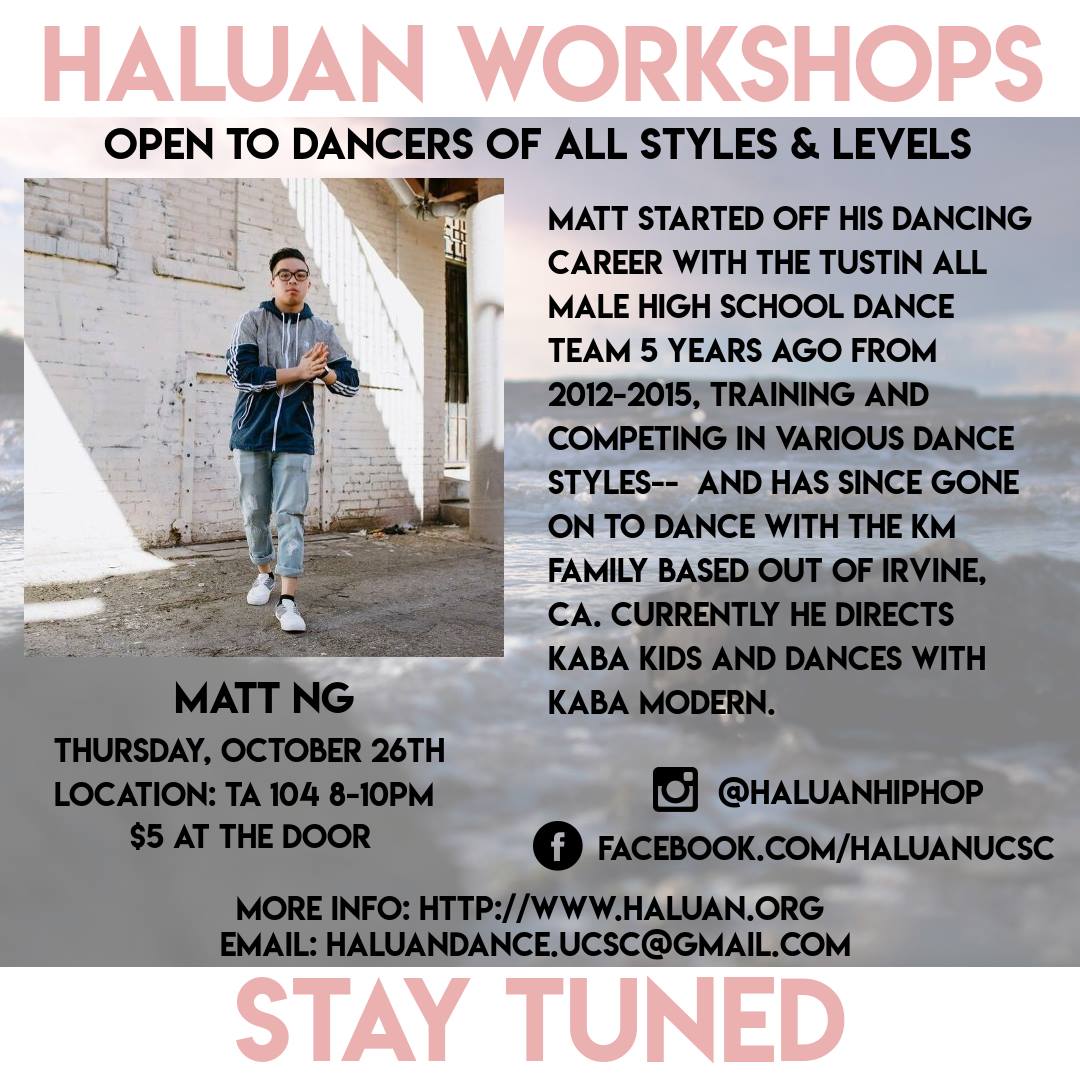 HALUAN WORKSHOPS
OPEN TO DANCERS OF ALL STYLES & LEVELS
MATT STARTED OFF HIS DANCING
CAREER WITH THE TUSTIN ALL
MALE HIGH SCHOOL DANCE
TEAM 5 YEARS AGO FROM
2012-2015, TRAINING AND
COMPETING IN VARIOUS DANCE
STYLES-- AND HAS SINCE GONE
ON TO DANCE WITH THE KM
FAMILY BASED OUT OF IRVINE,
CA. CURRENTLY HE DIRECTS
KABA KIDS AND DANCES WITH
KABA MODERN.
MATT NG
THURSDAY, OCTOBER 26TH
LOCATION: TA 104 8-10PM
$5 AT THE DOOR
@HALUANHIPHOP
FACEBOOK.COM/HALUANUCSC
MORE INFO: HTTP://WWW.HALUAN.ORG
EMAIL: HALUANDANCE.UCSC@GMAIL.COM
STAY TUNED